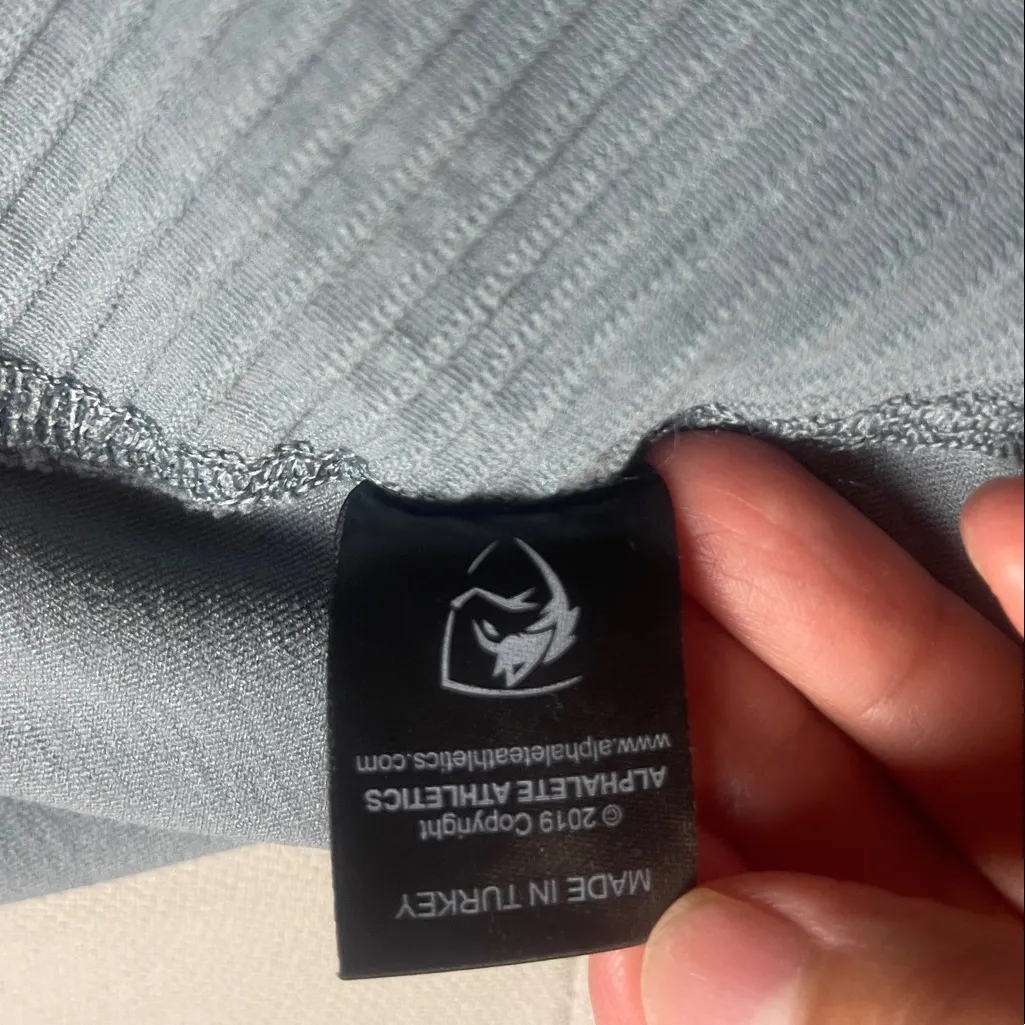 MADE IN TURKEY
© 2019 Copyright
ALPHALETE ATHLETICS
www.alphaleteathletics.com